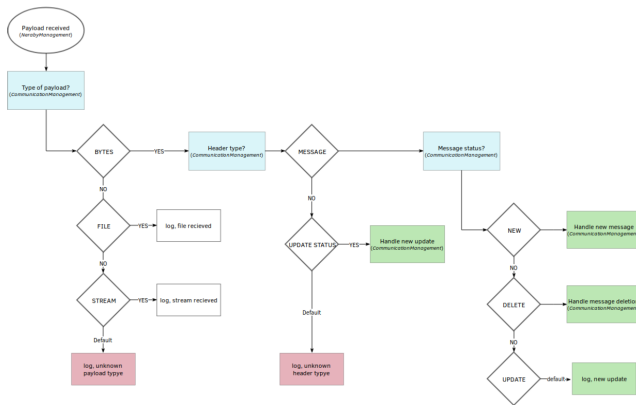 Payload received
(NerabyManagement)
Type of payload?
(CommunicationManagement)
BYTES
YES
Header type?
(CommunicationManagement)
MESSAGE
Message status?
(CommunicationManagement)
NO
NO
FILE
YES
log, file recieved
UPDATE STATUS
YES
Handle new update
(CommunicationManagement)
NEW
Handle new message
(CommunicationManagement)
NO
NO
STREAM
YES
log, stream recieved
DELETE
Handle message deletion
(CommunicationManagement)
Default
Default
NO
log, unknown
payload typye
log, unknown
header typye
UPDATE
default
log, new update